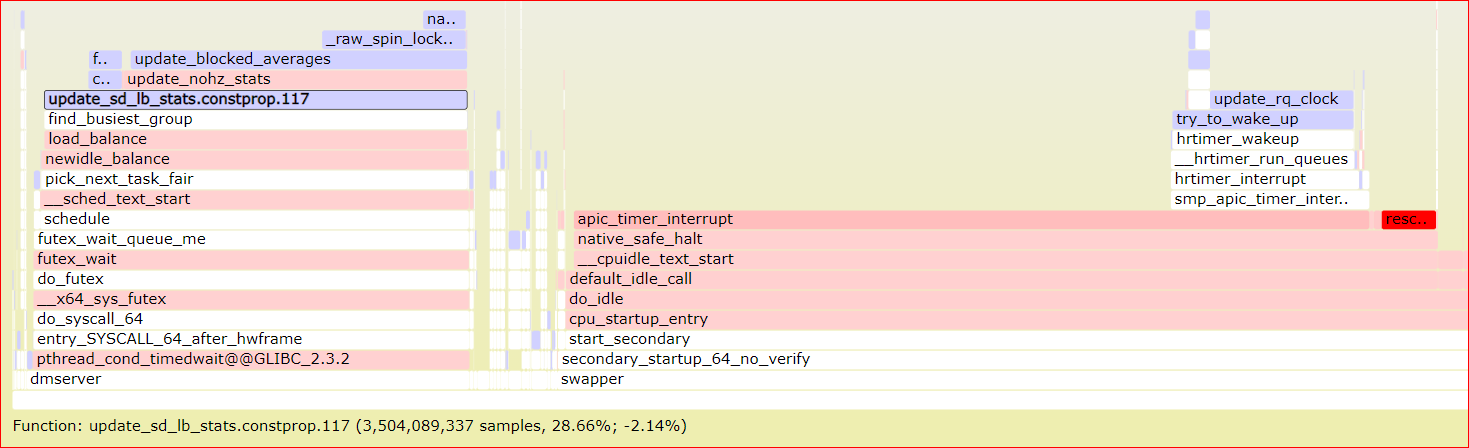 na..
_raw_spin_lock..
f.. update_blocked_averages
c.. update_nohz_stats
update_sd_lb_stats.constprop.117 update_rq_clock
find_busiest_group try_to_wake_up
load_balance hrtimer_wakeup
newidle_balance __hrtimer_run_queues
pick_next_task_fair hrtimer_interrupt
__sched_text_start smp_apic_timer_inter..
schedule apic_timer_interrupt resc..
futex_wait_queue_me native_safe_halt
futex_wait __cpuidle_text_start
do_futex default_idle_call
__x64_sys_futex do_idle
do_syscall_64 cpu_startup_entry
entry_SYSCALL_64_after_hwframe start_secondary
pthread_cond_timedwait@@GLIBC_2.3.2 secondary_startup_64_no_verify
dmserver swapper
Function: update_sd_lb_stats.constprop.117 (3,504,089,337 samples, 28.66%; -2.14%)